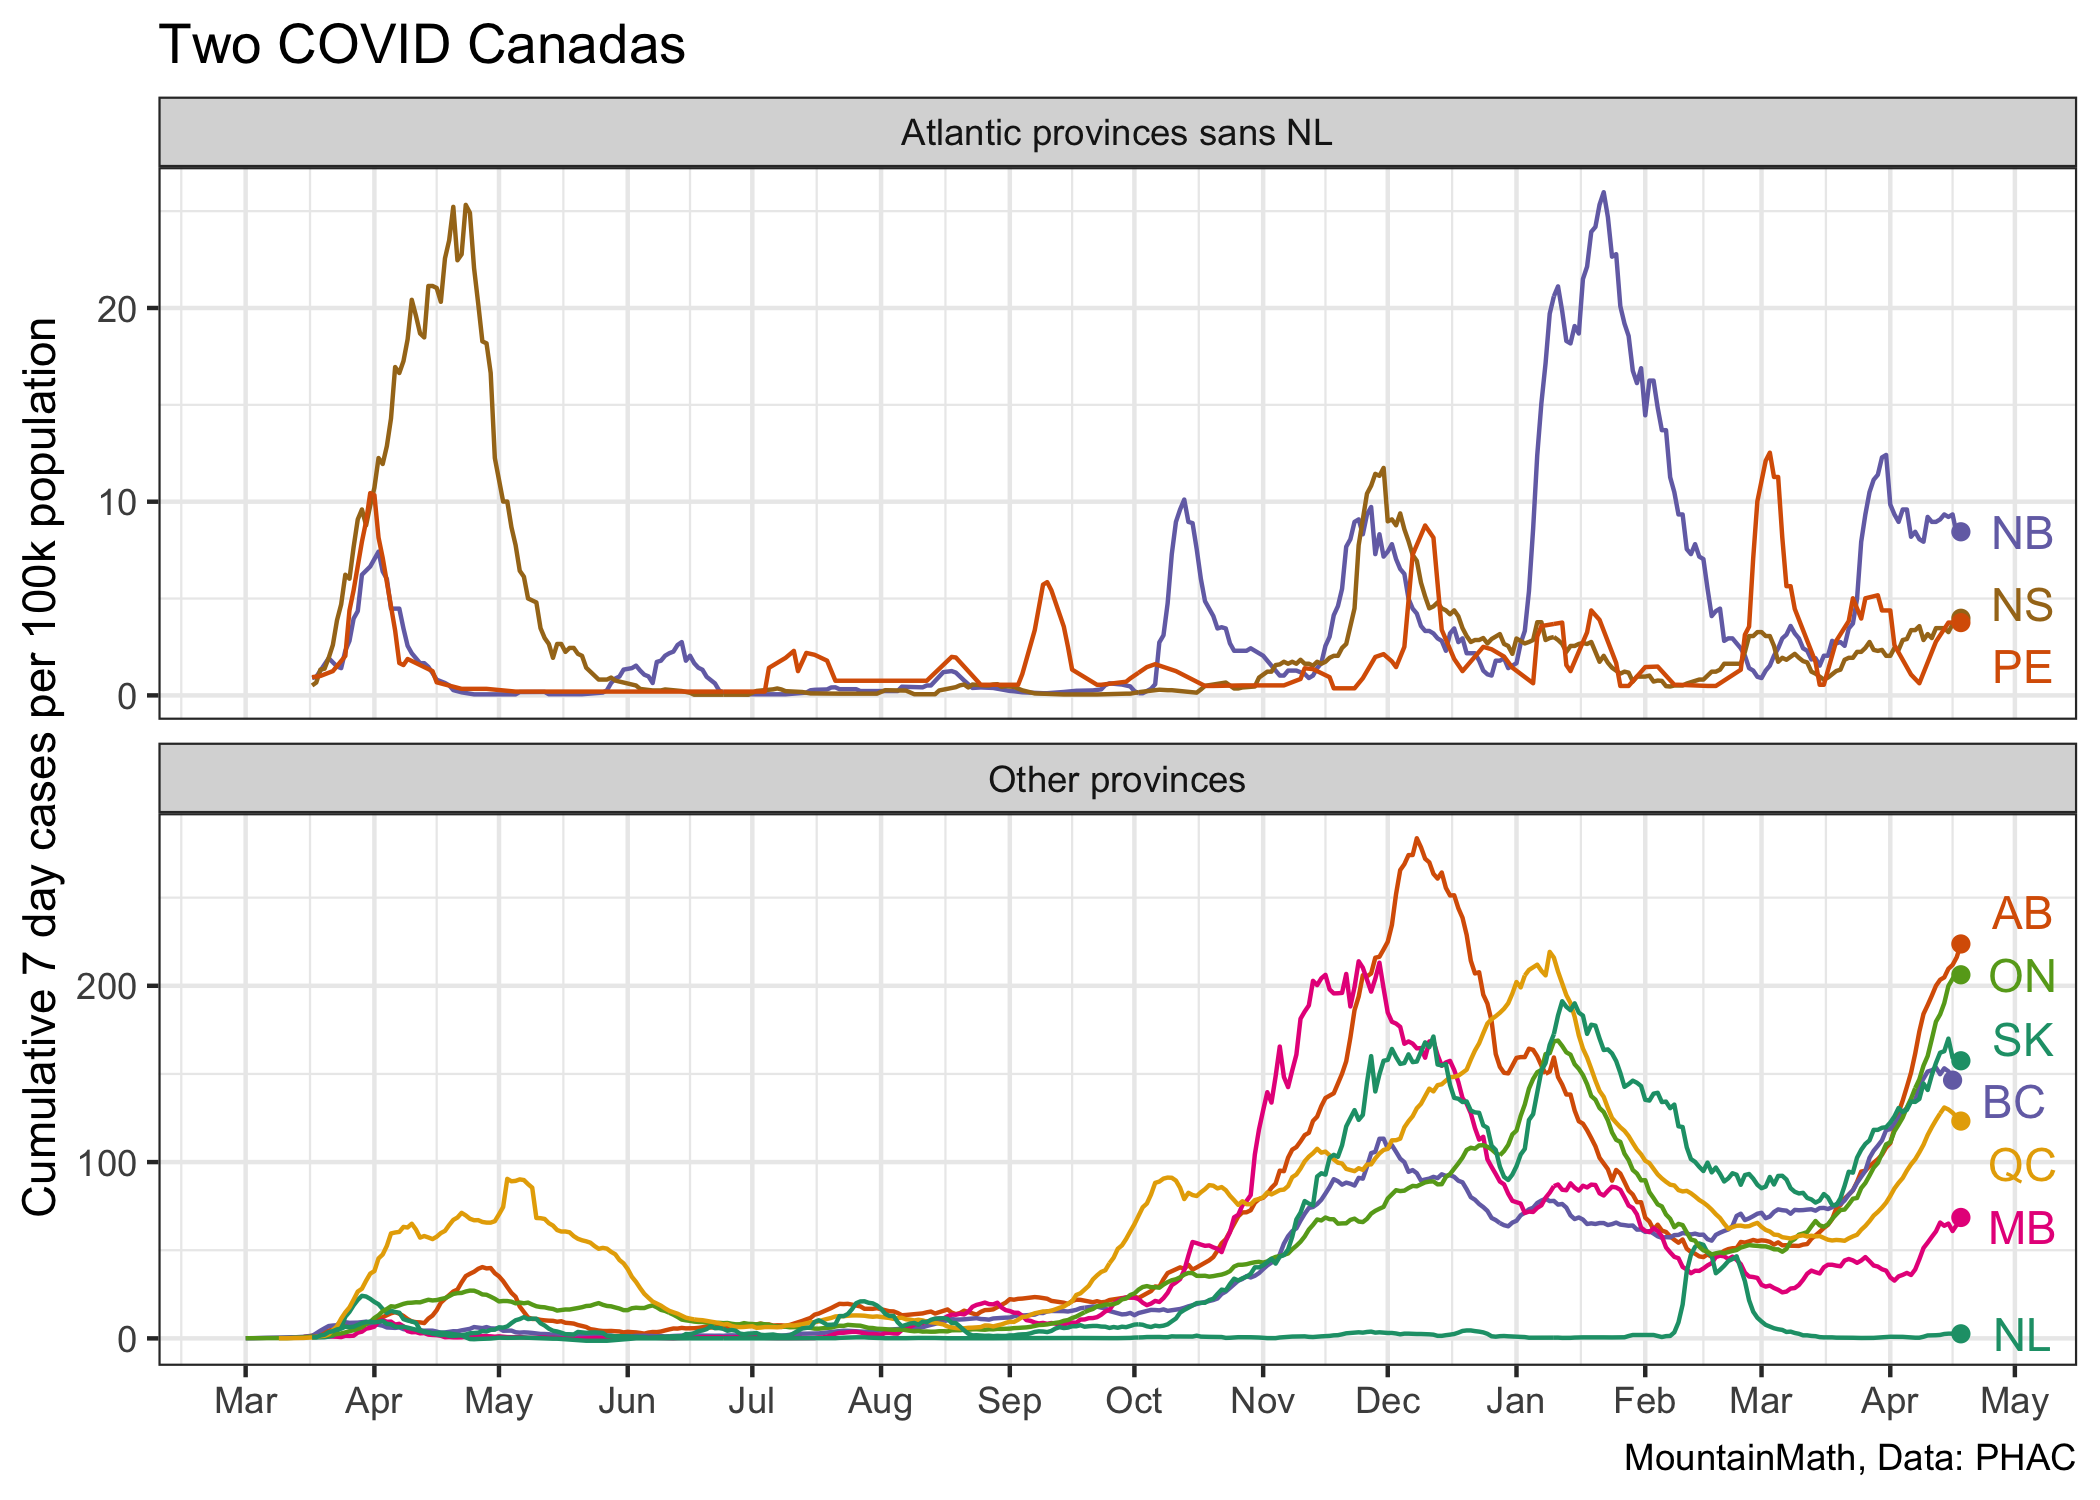 Two COVID Canadas
Atlantic provinces sans NL
Cumulative 7 day cases per 100k population
20
10
0
NB
NS
PE
Other provinces
200
100
0
AB
ON
SK
BC
QC
MB
NL
Mar Apr May Jun Jul Aug Sep Oct Nov Dec Jan Feb Mar Apr May
MountainMath, Data: PHAC